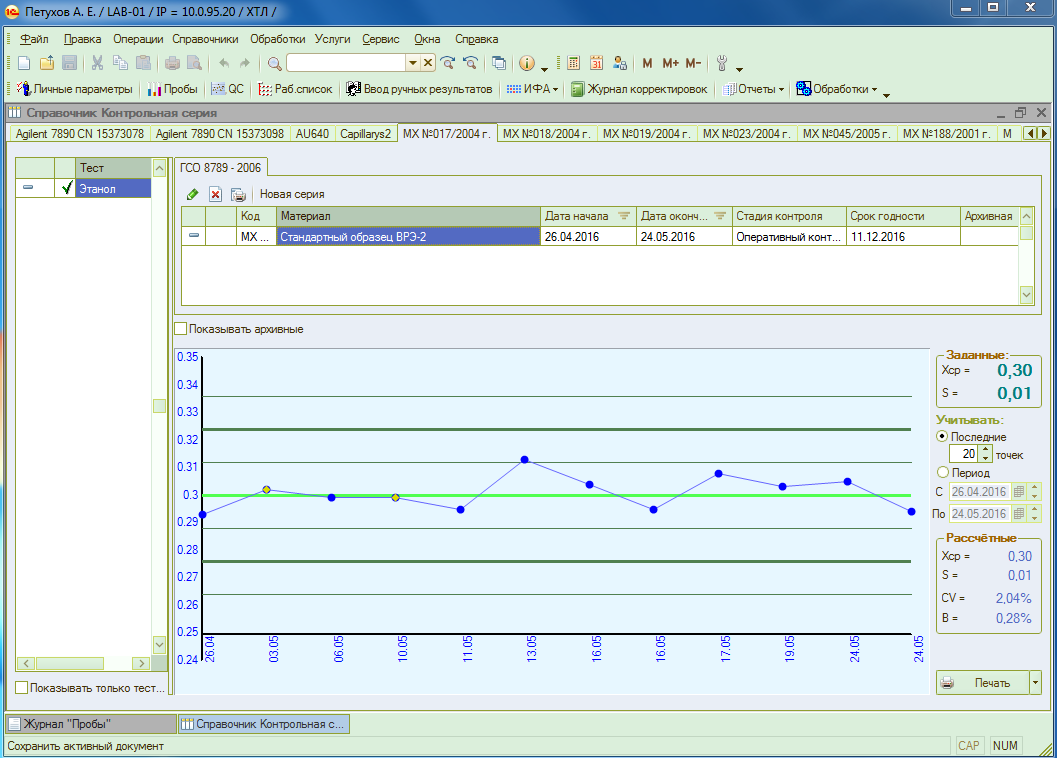 Петухов А. Е. / LAB-01 / IP = 10.0.95.20 / ХТЛ /
Файл Правка Операции Справочники Обработки Услуги Сервис Окна Справка
M M+ M-
Личные параметры Пробы QC Раб.список Ввод ручных результатов ИФА Журнал корректировок Отчеты Обработки
Справочник Контрольная серия
Agilent 7890 CN 15373078 Agilent 7890 CN 15373098 AU640 Capillarys2 МХ №017/2004 г. МХ №018/2004 г. МХ №019/2004 г. МХ №023/2004 г. МХ №045/2005 г. МХ №188/2001 г. М
Тест
Этанол
Показывать только тест...
ГСО 8789 - 2006
Новая серия
Код Материал Дата начала Дата оконч... Стадия контроля Срок годности Архивная
МХ ... Стандартный образец ВРЭ-2 26.04.2016 24.05.2016 Оперативный конт... 11.12.2016
Показывать архивные
0.35
0.34
0.33
0.32
0.31
0.3
0.29
0.28
0.27
0.26
0.25
0.24
26.04 03.05 06.05 10.05 11.05 13.05 16.05 16.05 17.05 19.05 24.05 24.05
Заданные:
Хср = 0,30
S = 0,01
Учитывать:
Последние
20 точек
Период
С 26.04.2016
По 24.05.2016
Рассчётные
Хср = 0,30
S = 0,01
CV = 2,04%
B = 0,28%
Печать
Журнал "Пробы" Справочник Контрольная с...
Сохранить активный документ CAP NUM